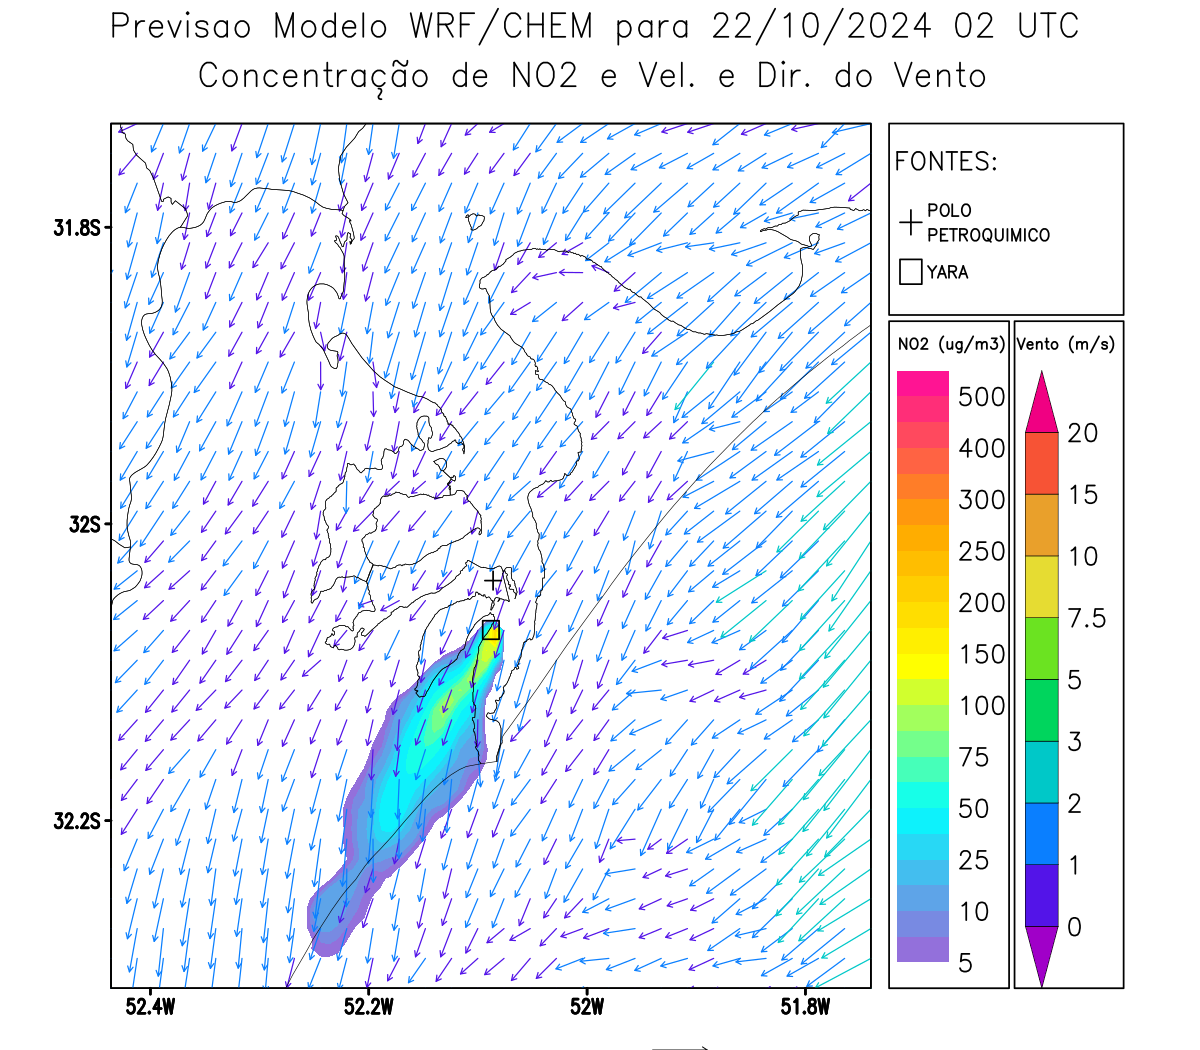 Previsao Modelo WRF/CHEM para 22/10/2024 02 UTC
Concentração de NO2 e Vel. e Dir. do Vento
FONTES:
POLO
PETROQUIMICO
YARA
NO2 (ug/m3)
500
400
300
250
200
150
100
75
50
25
10
5
Vento (m/s)
20
15
10
7.5
5
3
2
1
0
31.8S
32S
32.2S
52.4W
52.2W
52W
51.8W